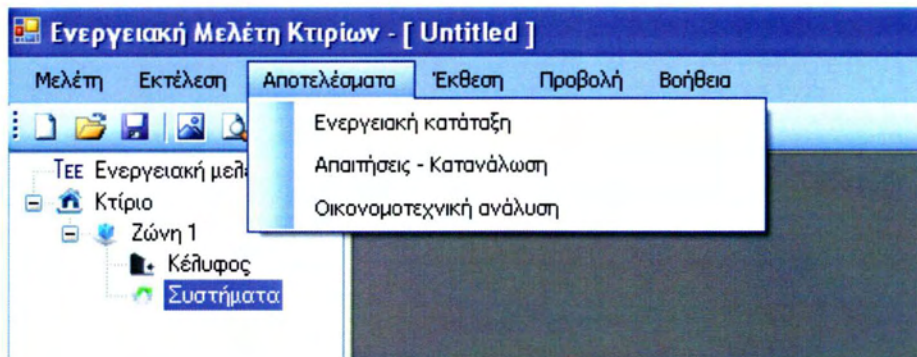 Ενεργειακή Μελέτη Κτιρίων - [ Untitled ]
Μελέτη Εκτέλεση Αποτελέσματα Έκθεση Προβολή Βοήθεια
Ενεργειακή κατάταξη
Απαιτήσεις - Κατανάλωση
Οικονομοτεχνική ανάλυση
ΤΕΕ Ενεργειακή
Κτίριο
Ζώνη 1
Κέλυφος
Συστήματα